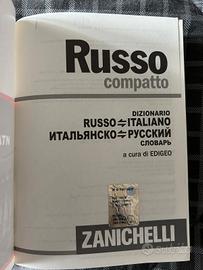 Russo
compatto
DIZIONARIO
RUSSO⇋ITALIANO
ИТАЛЬЯНСКО⇋РУССКИЙ
СЛОВАРЬ
a cura di EDIGEO
ZANICHELLI